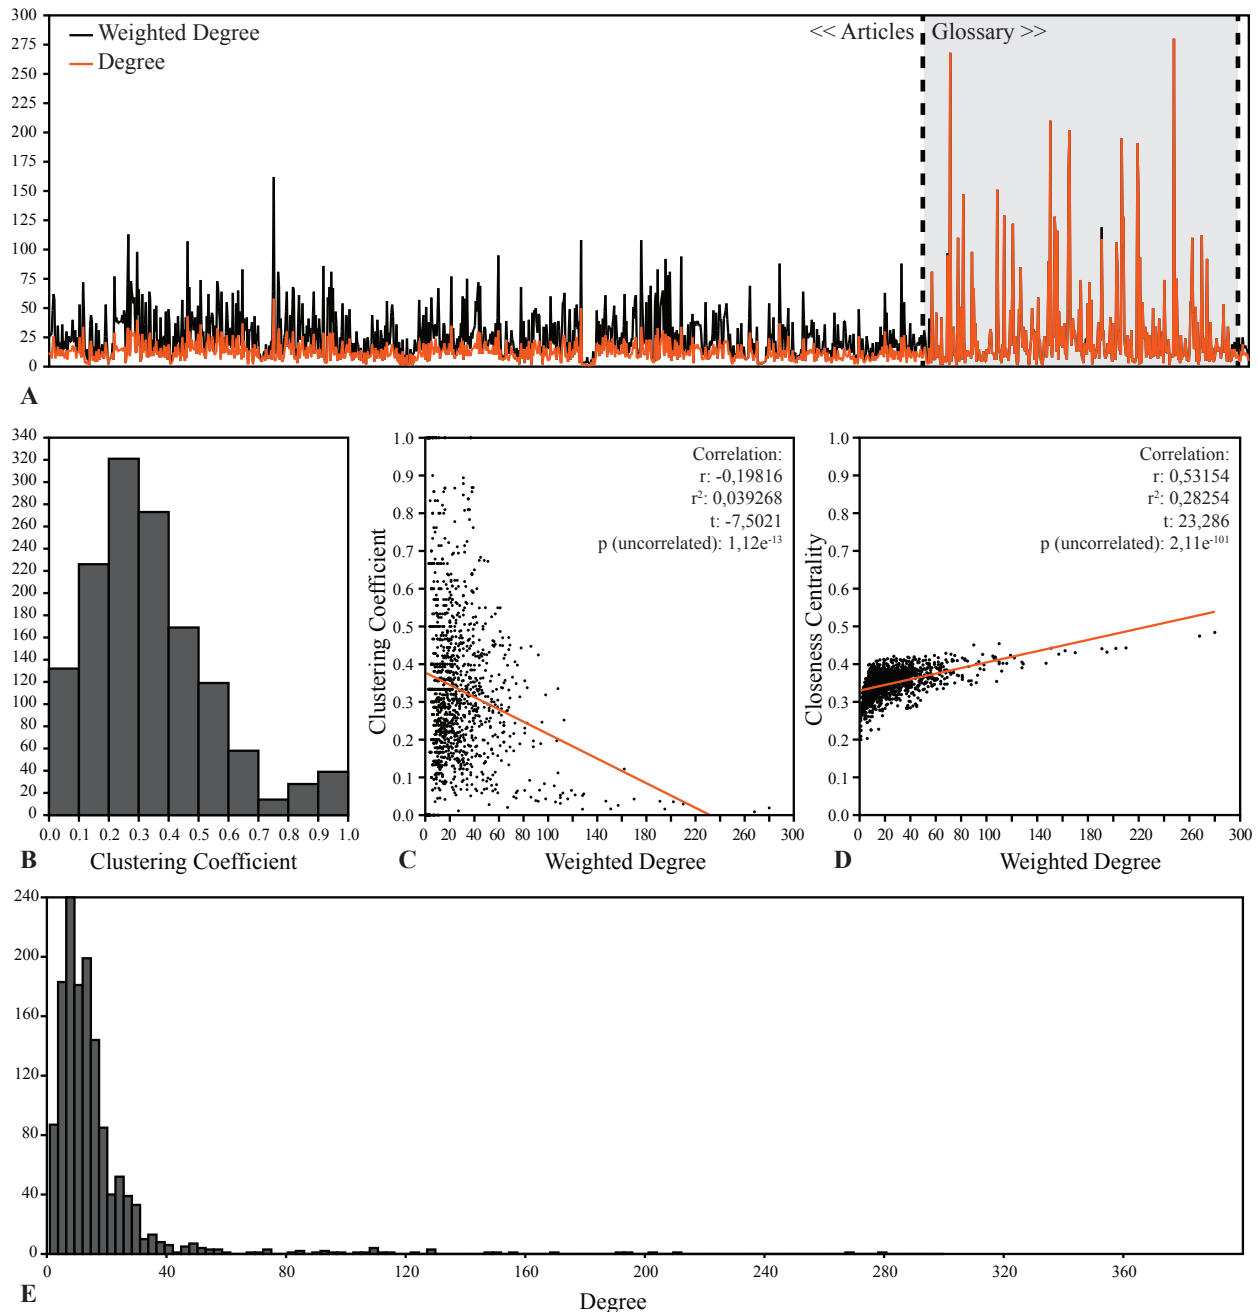 300
275
250
225
200
175
150
125
100
75
50
25
0
Weighted Degree
Degree
<< Articles Glossary >>
A
340
320
300
280
260
240
220
200
180
160
140
120
100
80
60
40
20
0
0.0 0.1 0.2 0.3 0.4 0.5 0.6 0.7 0.8 0.9 1.0
B Clustering Coefficient
1.0
0.9
0.8
0.7
0.6
0.5
0.4
0.3
0.2
0.1
0.0
Clustering Coefficient
Correlation:
r: -0,19816
r²: 0,039268
t: -7,5021
p (uncorrelated): 1,12e⁻¹³
0 20 40 60 80 100 140 180 220 260 300
C Weighted Degree
1.0
0.9
0.8
0.7
0.6
0.5
0.4
0.3
0.2
0.1
0.0
Closeness Centrality
Correlation:
r: 0,53154
r²: 0,28254
t: 23,286
p (uncorrelated): 2,11e⁻¹⁰¹
0 20 40 60 80 100 140 180 220 260 300
D Weighted Degree
240
200
160
120
80
40
0
0 40 80 120 160 200 240 280 320 360
E Degree